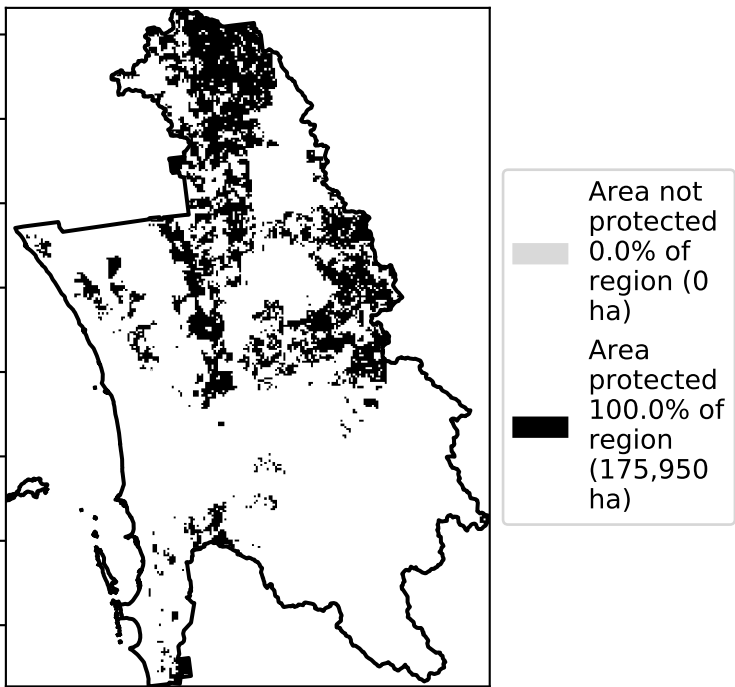 Area not
protected
0.0% of
region (0
ha)
Area
protected
100.0% of
region
(175,950
ha)